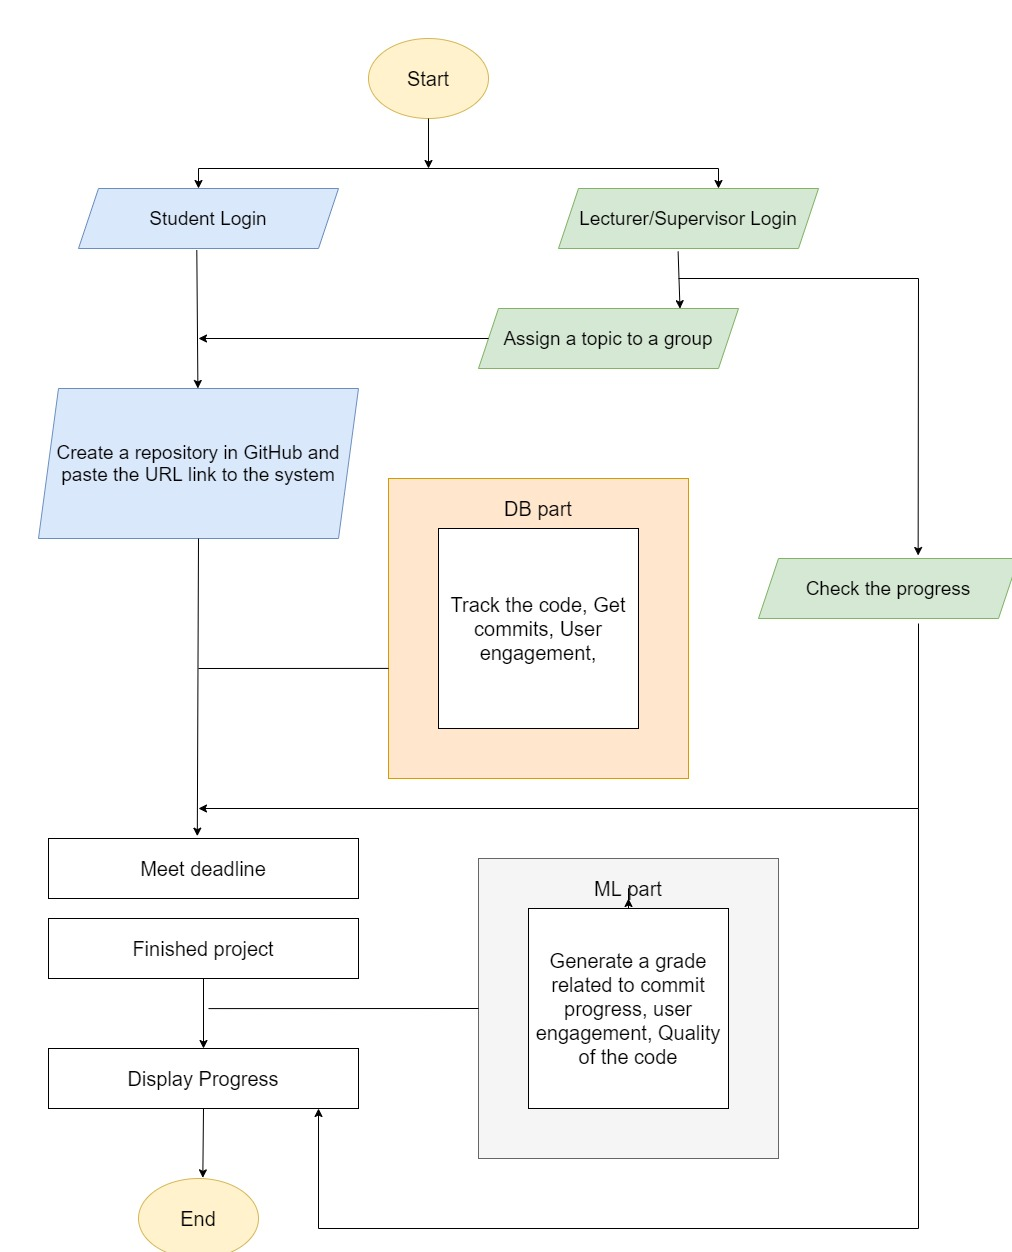 Start
Student Login
Lecturer/Supervisor Login
Assign a topic to a group
Create a repository in GitHub and
paste the URL link to the system
DB part
Track the code, Get
commits, User
engagement,
Check the progress
Meet deadline
ML part
Finished project
Generate a grade
related to commit
progress, user
engagement, Quality
of the code
Display Progress
End